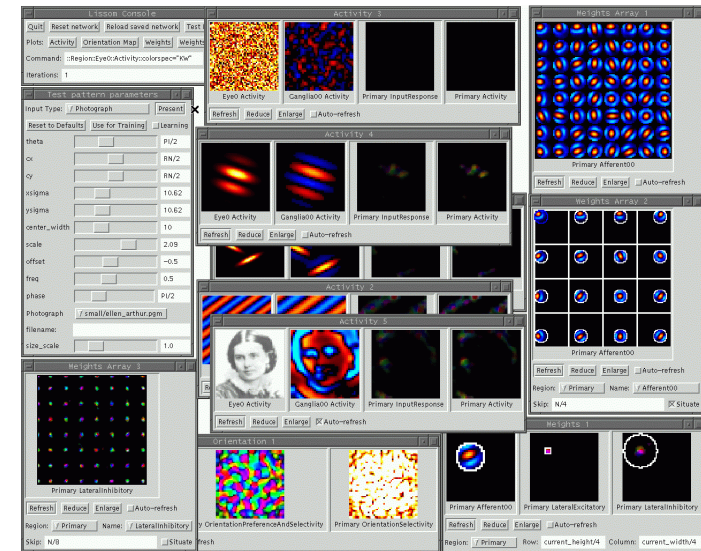 Lissom Console
Quit Reset network Reload saved network Test
Plots: Activity Orientation Map Weights Weights
Command: ::Region::Eye0::Activity::colorspec="KW"
Iterations: 1
Test pattern parameters
Input Type: Photograph Present
Reset to Defaults Use for Training Learning
theta PI/2
cx RN/2
cy RN/2
xsigma 10.62
ysigma 10.62
center_width 10
scale 2.09
offset -0.5
freq 0.5
phase PI/2
Photograph /small/ellen_arthur.pgm
filename:
size_scale 1.0
Weights Array 3
Primary LateralInhibitory
Refresh Reduce Enlarge Auto-refresh
Region: / Primary Name: / LateralInhibitory
Skip: N/8 Situate
Activity 3
Eye0 Activity Ganglia00 Activity Primary InputResponse Primary Activity
Refresh Reduce Enlarge Auto-refresh
Activity 4
Eye0 Activity Ganglia00 Activity Primary InputResponse Primary Activity
Refresh Reduce Enlarge Auto-refresh
Activity 2
Activity 5
Eye0 Activity Ganglia00 Activity Primary InputResponse Primary Activity
Refresh Reduce Enlarge Auto-refresh
Orientation 1
y OrientationPreferenceAndSelectivity Primary OrientationSelectivity
fresh
Weights Array 1
Primary Afferent00
Refresh Reduce Enlarge Auto-refresh
Weights Array 2
Primary Afferent00
Refresh Reduce Enlarge Auto-refresh
Region: / Primary Name: / Afferent00
Skip: N/4 Situate
Weights 1
Primary Afferent00 Primary LateralExcitatory Primary LateralInhibitory
Refresh Reduce Enlarge Auto-refresh
Region: / Primary Row: current_height/4 Column: current_width/4